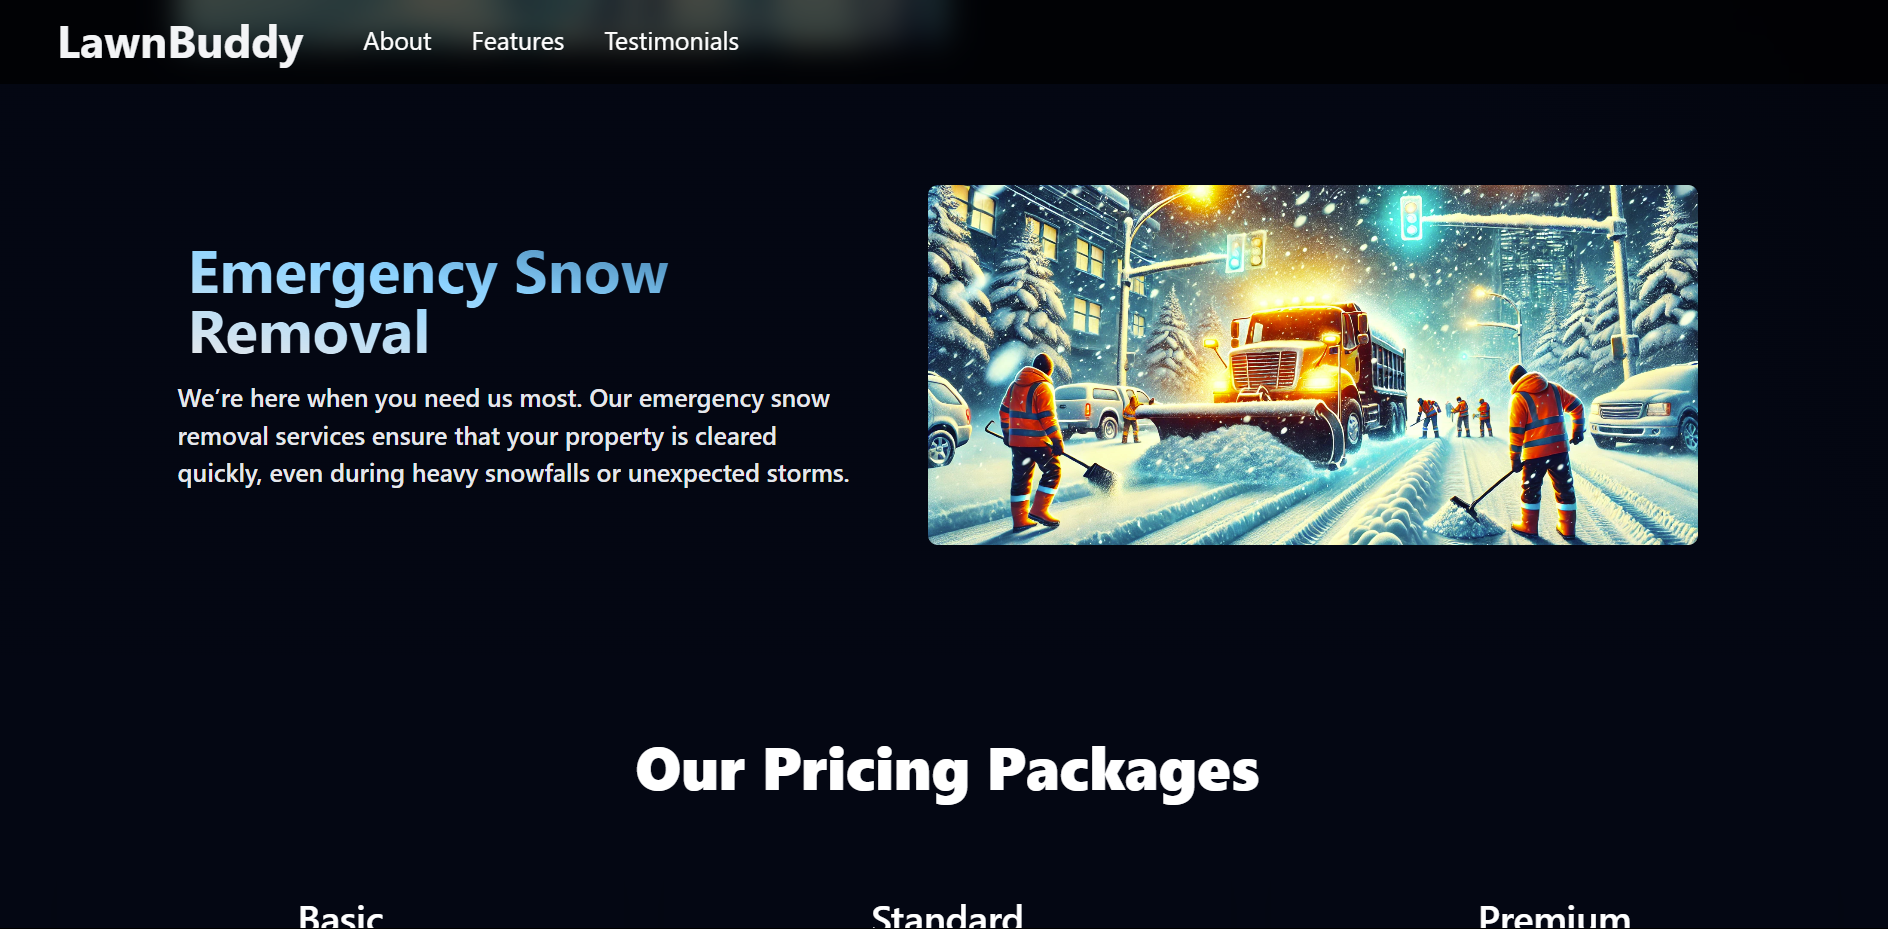 LawnBuddy About Features Testimonials
Emergency Snow
Removal
We’re here when you need us most. Our emergency snow
removal services ensure that your property is cleared
quickly, even during heavy snowfalls or unexpected storms.
Our Pricing Packages
Basic Standard Premium